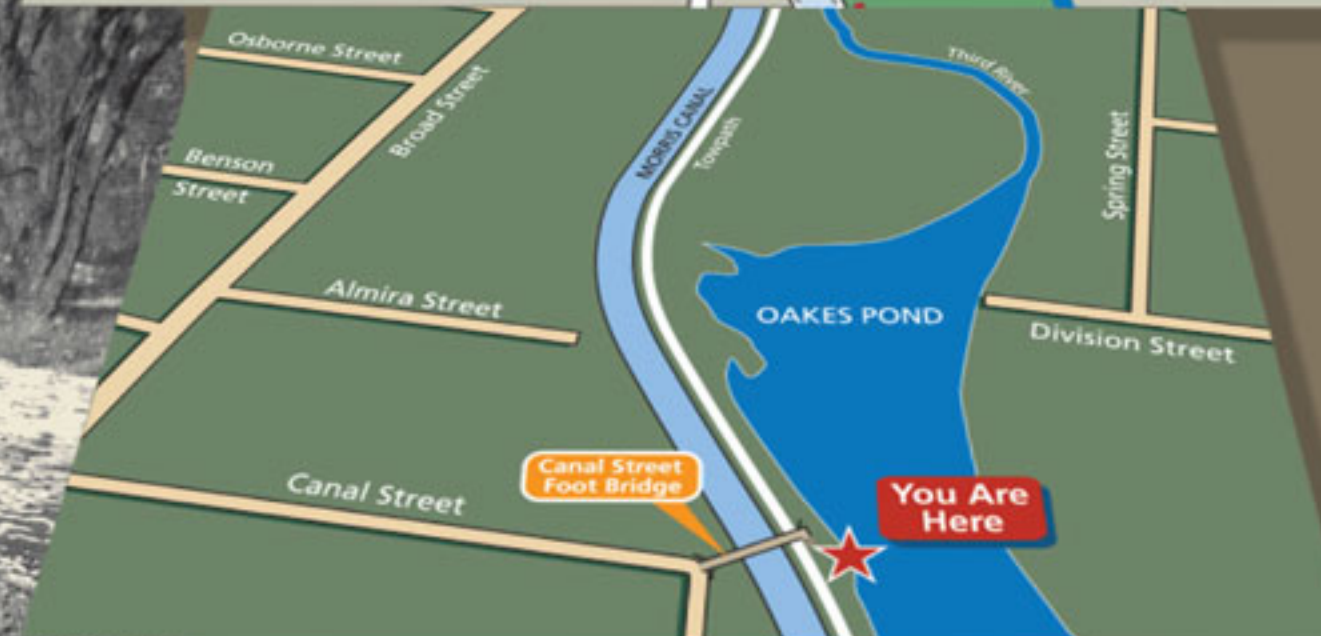 Osborne Street
Broad Street
MORRIS CANAL
Towpath
Third River
Spring Street
Benson
Street
Almira Street
OAKES POND
Division Street
Canal Street
Canal Street
Foot Bridge
You Are
Here